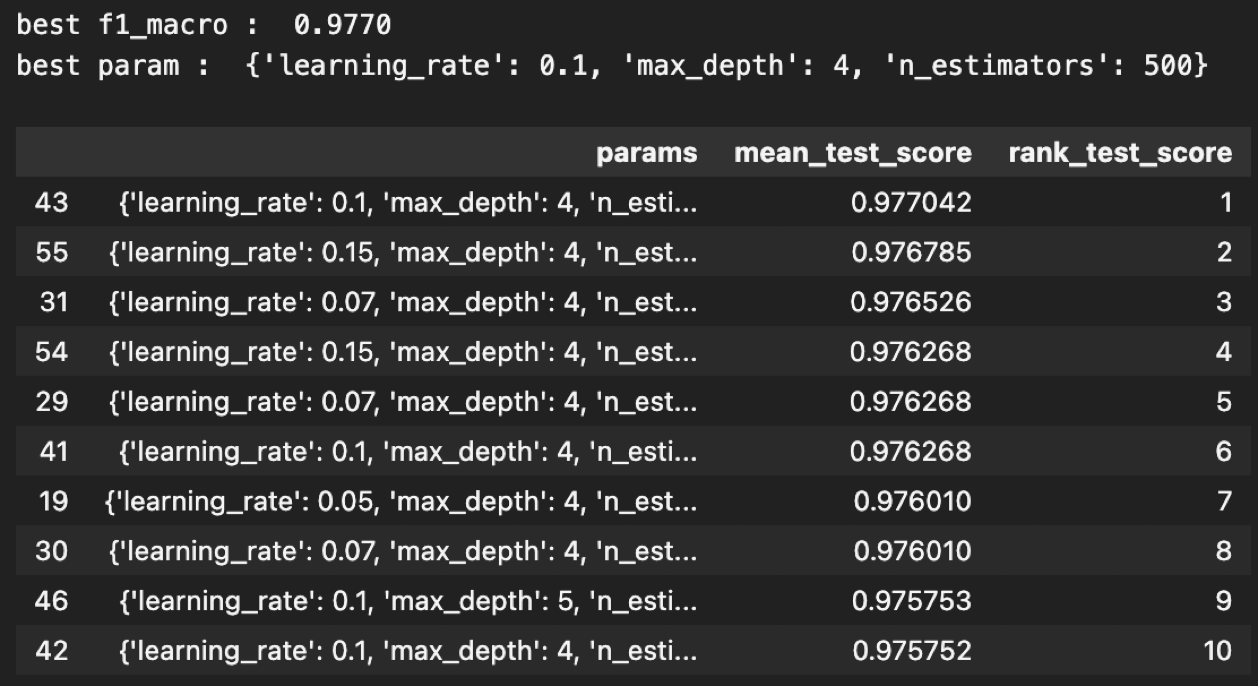 best f1_macro :  0.9770
best param :  {'learning_rate': 0.1, 'max_depth': 4, 'n_estimators': 500}
params mean_test_score rank_test_score
43 {'learning_rate': 0.1, 'max_depth': 4, 'n_esti... 0.977042 1
55 {'learning_rate': 0.15, 'max_depth': 4, 'n_est... 0.976785 2
31 {'learning_rate': 0.07, 'max_depth': 4, 'n_est... 0.976526 3
54 {'learning_rate': 0.15, 'max_depth': 4, 'n_est... 0.976268 4
29 {'learning_rate': 0.07, 'max_depth': 4, 'n_est... 0.976268 5
41 {'learning_rate': 0.1, 'max_depth': 4, 'n_esti... 0.976268 6
19 {'learning_rate': 0.05, 'max_depth': 4, 'n_est... 0.976010 7
30 {'learning_rate': 0.07, 'max_depth': 4, 'n_est... 0.976010 8
46 {'learning_rate': 0.1, 'max_depth': 5, 'n_esti... 0.975753 9
42 {'learning_rate': 0.1, 'max_depth': 4, 'n_esti... 0.975752 10